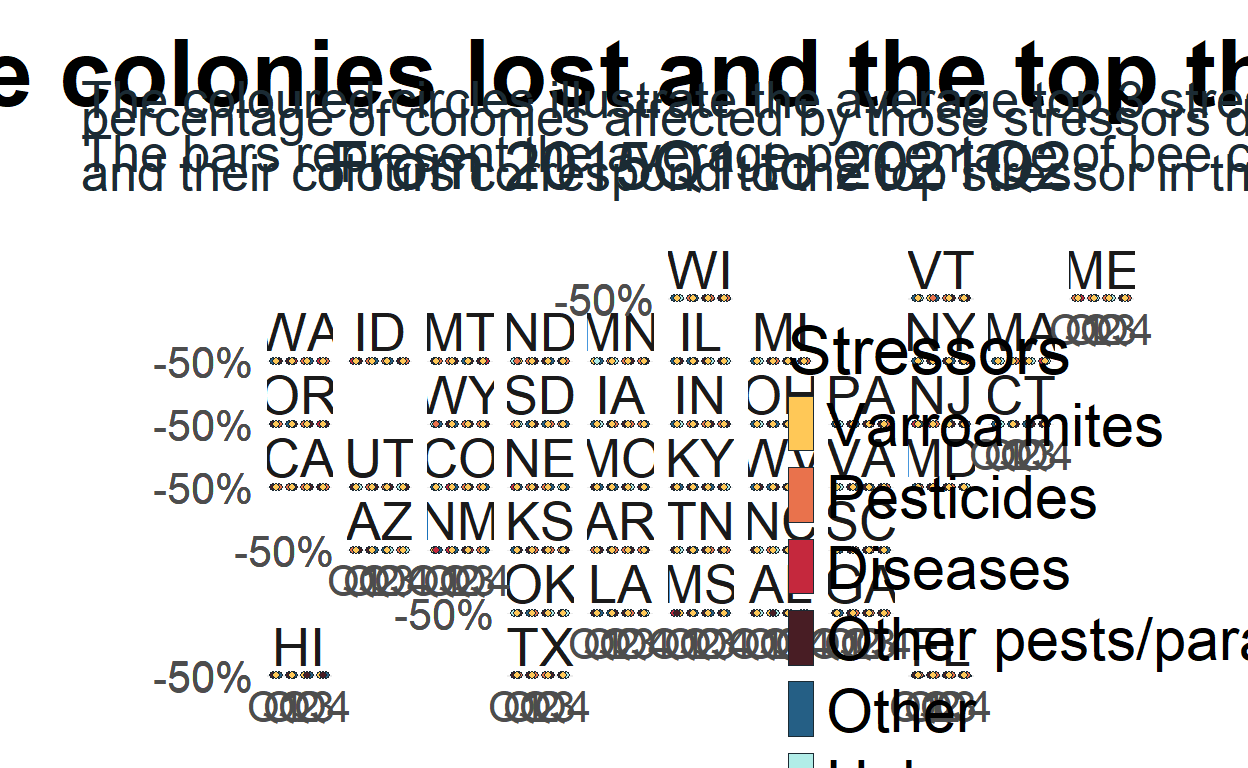 e colonies lost and the top th
The coloured circles illustrate the average top 3 stre
percentage of colonies affected by those stressors d
The bars represent the average percentage of bee c
and their colours correspond to the top stressor in th
From 2015Q1 to 2021Q2
WI VT ME
-50%
WA ID MT ND MN IL MI NY MA
-50%
OR WY SD IA IN OH PA NJ CT
-50%
CA UT CO NE MO KY WV VA MD
-50%
AZ NM KS AR TN NC SC
-50%
OK LA MS AL GA
-50%
HI TX FL
-50%
Stressors
Varroa mites
Pesticides
Diseases
Other pests/para
Other